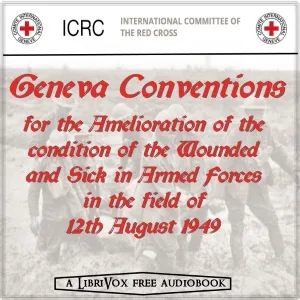 ICRC
INTERNATIONAL COMMITTEE OF
THE RED CROSS
Geneva Conventions
for the Amelioration of the
condition of the Wounded
and Sick in Armed Forces
in the field of
12th August 1949
A LIBRIVOX FREE AUDIOBOOK